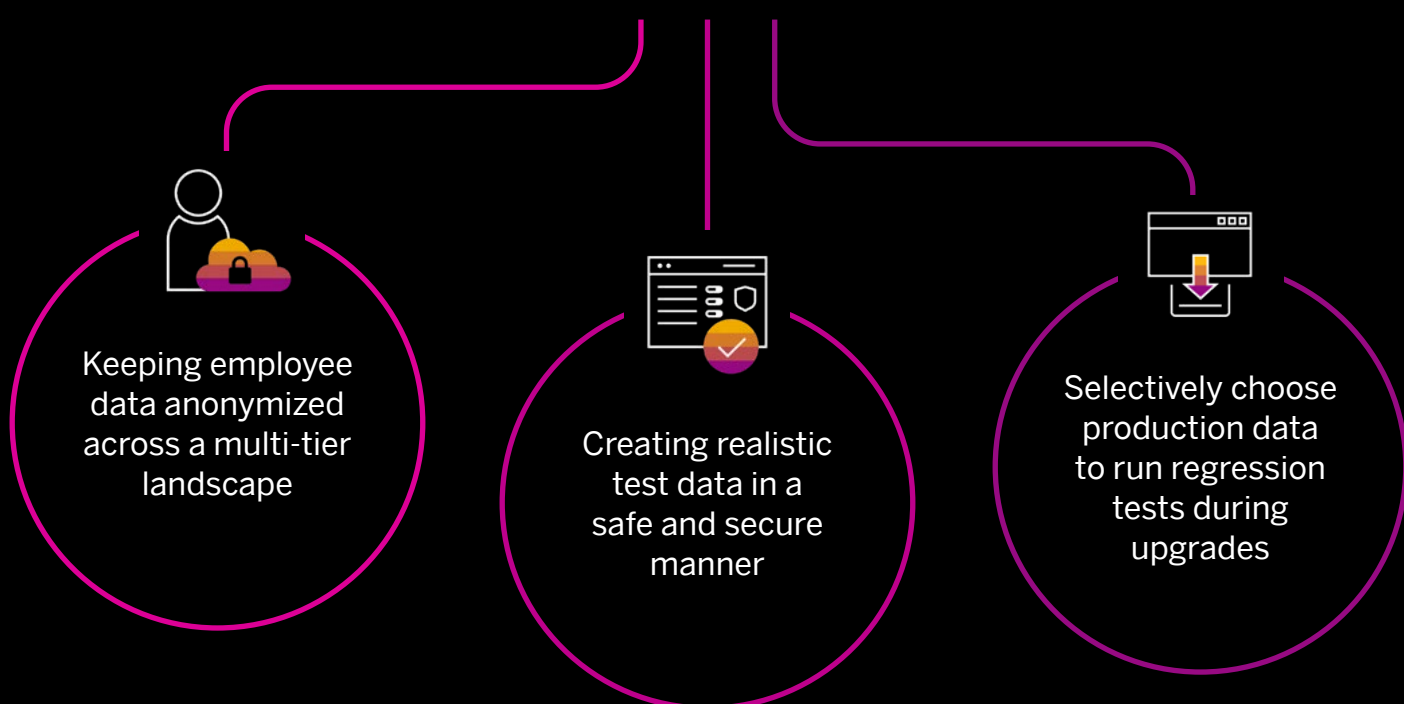 Keeping employee
data anonymized
across a multi-tier
landscape
Creating realistic
test data in a
safe and secure
manner
Selectively choose
production data
to run regression
tests during
upgrades